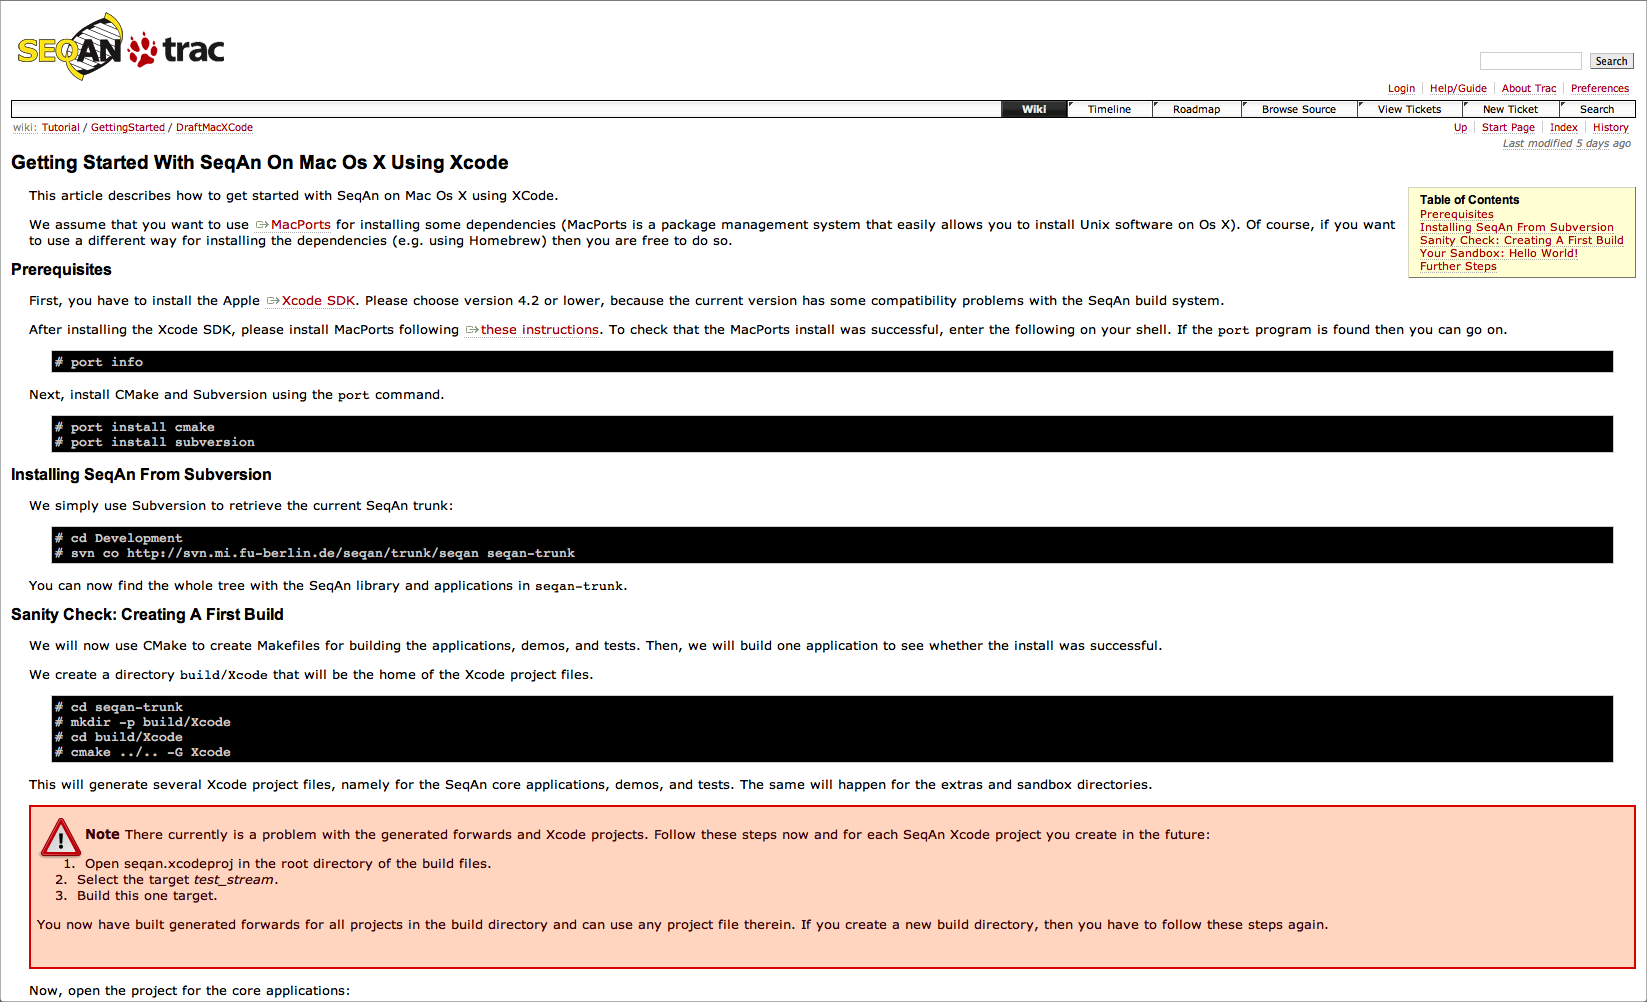 SEQAN trac
Search
Login Help/Guide About Trac Preferences
Wiki Timeline Roadmap Browse Source View Tickets New Ticket Search
wiki: Tutorial / GettingStarted / DraftMacXCode
Up Start Page Index History
Last modified 5 days ago
Getting Started With SeqAn On Mac Os X Using Xcode
This article describes how to get started with SeqAn on Mac Os X using XCode.
We assume that you want to use MacPorts for installing some dependencies (MacPorts is a package management system that easily allows you to install Unix software on Os X). Of course, if you want
to use a different way for installing the dependencies (e.g. using Homebrew) then you are free to do so.
Table of Contents
Prerequisites
Installing SeqAn From Subversion
Sanity Check: Creating A First Build
Your Sandbox: Hello World!
Further Steps
Prerequisites
First, you have to install the Apple Xcode SDK. Please choose version 4.2 or lower, because the current version has some compatibility problems with the SeqAn build system.
After installing the Xcode SDK, please install MacPorts following these instructions. To check that the MacPorts install was successful, enter the following on your shell. If the port program is found then you can go on.
# port info
Next, install CMake and Subversion using the port command.
# port install cmake
# port install subversion
Installing SeqAn From Subversion
We simply use Subversion to retrieve the current SeqAn trunk:
# cd Development
# svn co http://svn.mi.fu-berlin.de/seqan/trunk/seqan seqan-trunk
You can now find the whole tree with the SeqAn library and applications in seqan-trunk.
Sanity Check: Creating A First Build
We will now use CMake to create Makefiles for building the applications, demos, and tests. Then, we will build one application to see whether the install was successful.
We create a directory build/Xcode that will be the home of the Xcode project files.
# cd seqan-trunk
# mkdir -p build/Xcode
# cd build/Xcode
# cmake ../.. -G Xcode
This will generate several Xcode project files, namely for the SeqAn core applications, demos, and tests. The same will happen for the extras and sandbox directories.
Note There currently is a problem with the generated forwards and Xcode projects. Follow these steps now and for each SeqAn Xcode project you create in the future:
1. Open seqan.xcodeproj in the root directory of the build files.
2. Select the target test_stream.
3. Build this one target.
You now have built generated forwards for all projects in the build directory and can use any project file therein. If you create a new build directory, then you have to follow these steps again.
Now, open the project for the core applications: